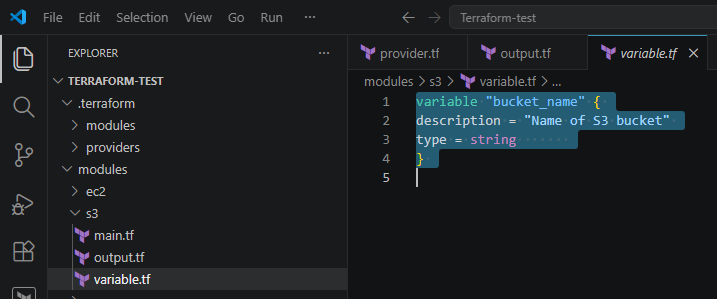 File Edit Selection View Go Run ··· Terraform-test
EXPLORER ···
TERRAFORM-TEST
.terraform
modules
providers
modules
ec2
s3
main.tf
output.tf
variable.tf
provider.tf output.tf variable.tf
modules > s3 > variable.tf > ...
1 variable "bucket_name" {
2 description = "Name of S3 bucket"
3 type = string
4 }
5